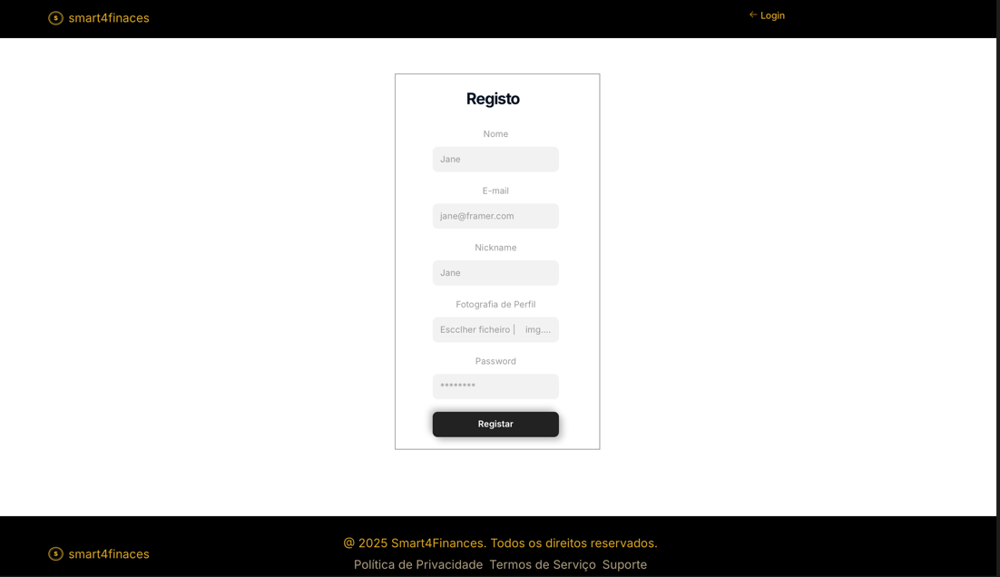 $ smart4finaces
← Login
Registo
Nome
Jane
E-mail
jane@framer.com
Nickname
Jane
Fotografia de Perfil
Escclher ficheiro | img....
Password
********
Registar
@ 2025 Smart4Finances. Todos os direitos reservados.
$ smart4finaces
Política de Privacidade Termos de Serviço Suporte